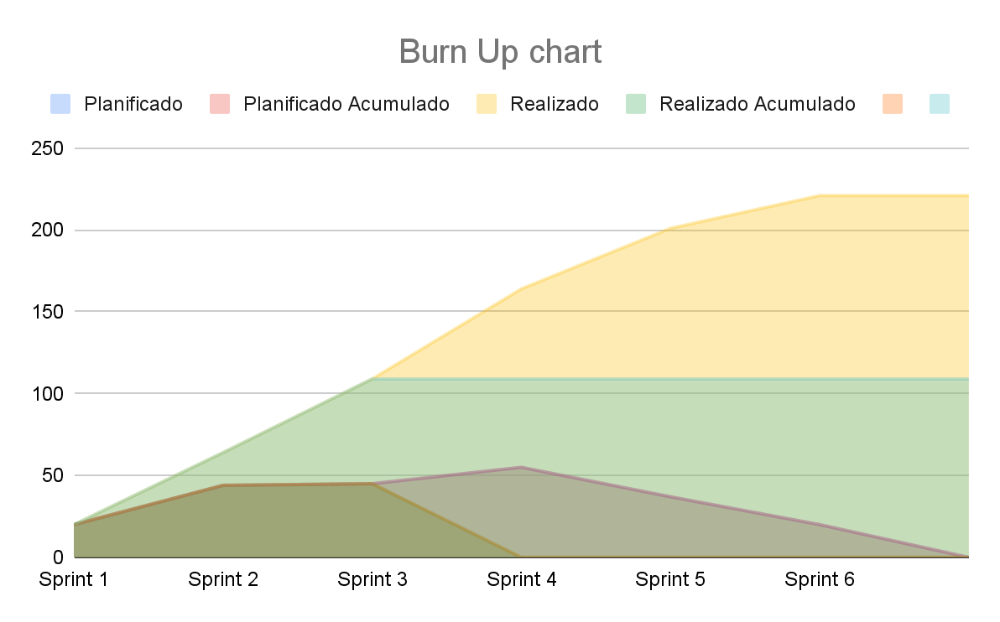 Burn Up chart
Planificado Planificado Acumulado Realizado Realizado Acumulado
250
200
150
100
50
0
Sprint 1 Sprint 2 Sprint 3 Sprint 4 Sprint 5 Sprint 6